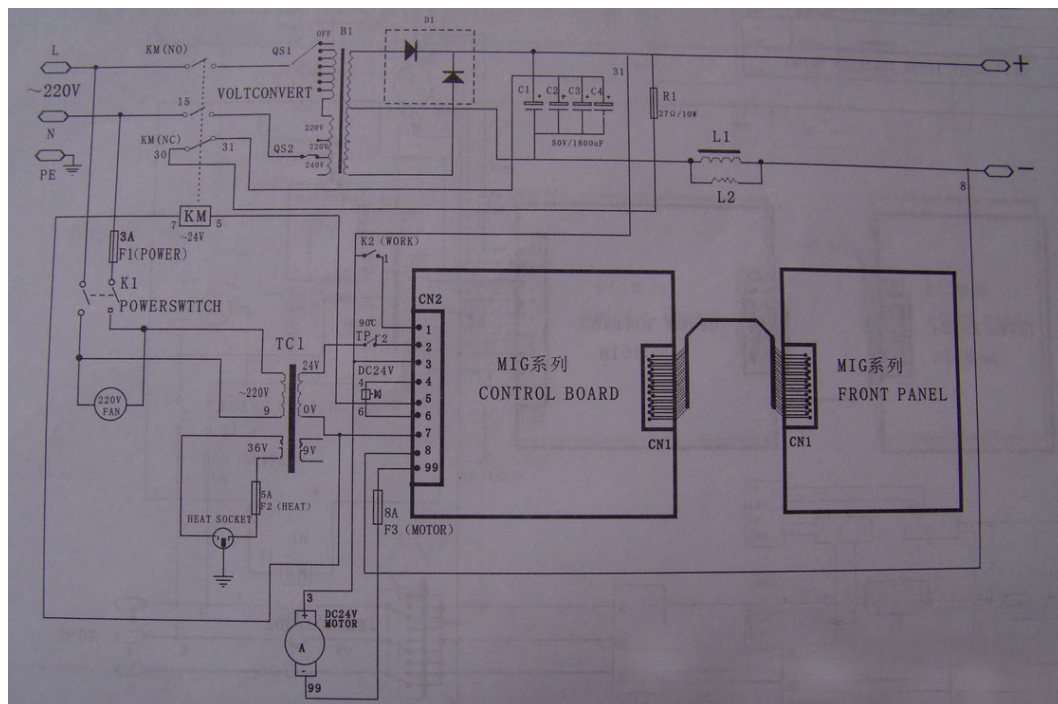 L
KM(NO)
QS1
OFF
B1
D1
~220V
VOLTCONVERT
31
C1
C2
C3
C4
R1
27Ω/10W
+
N
15
KM(NC)
30
31
220V
220V
240V
QS2
50V/1800uF
L1
L2
8
-
PE
7
KM
5
~24V
3A
F1(POWER)
K2 (WORK)
1
K1
POWERSWTTCH
CN2
90℃
TP
2
TC1
24V
DC24V
4
6
~220V
9
0V
220V
FAN
36V
9V
1
2
3
4
5
6
7
8
99
MIG系列
CONTROL BOARD
CN1
MIG系列
FRONT PANEL
CN1
5A
F2(HEAT)
HEAT SOCKET
8A
F3 (MOTOR)
3
+
DC24V
MOTOR
A
-
99